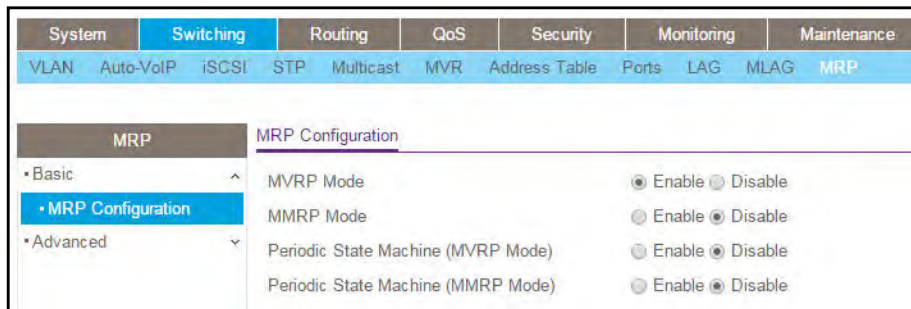 System Switching Routing QoS Security Monitoring Maintenance
VLAN Auto-VoIP iSCSI STP Multicast MVR Address Table Ports LAG MLAG MRP
MRP
• Basic
• MRP Configuration
• Advanced
MRP Configuration
MVRP Mode Enable Disable
MMRP Mode Enable Disable
Periodic State Machine (MVRP Mode) Enable Disable
Periodic State Machine (MMRP Mode) Enable Disable